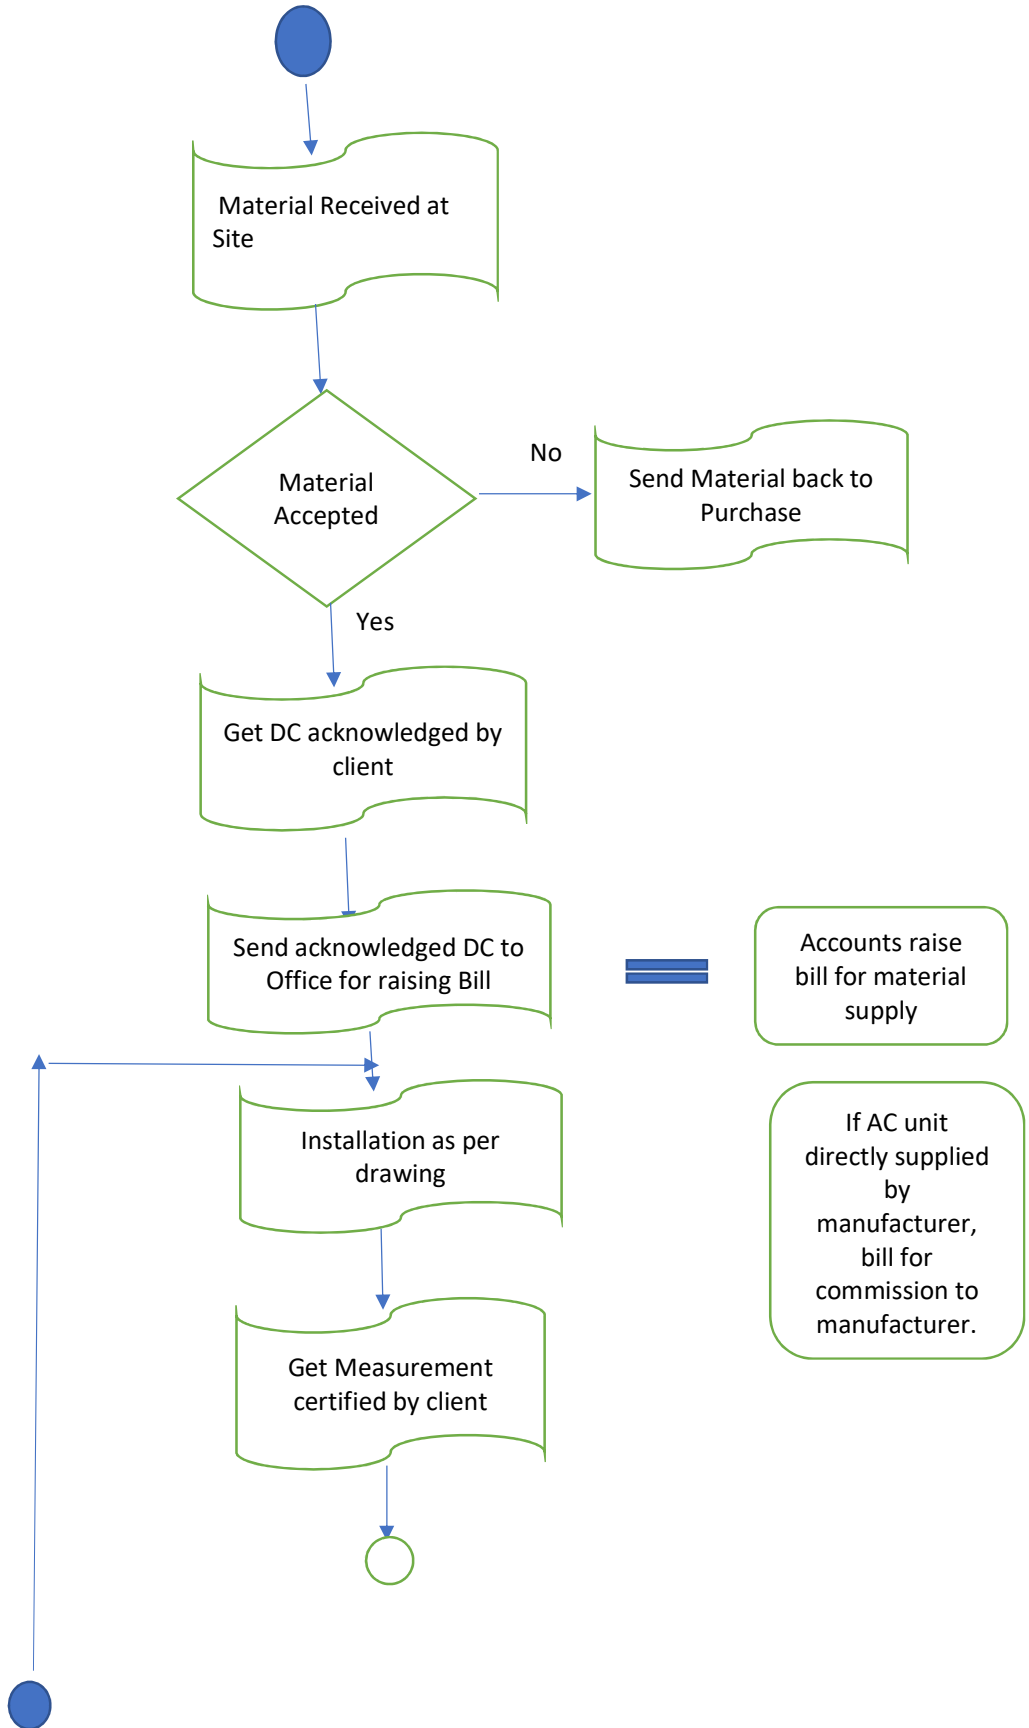 Material Received at
Site
Material
Accepted
No
Send Material back to
Purchase
Yes
Get DC acknowledged by
client
Send acknowledged DC to
Office for raising Bill
Accounts raise
bill for material
supply
Installation as per
drawing
If AC unit
directly supplied
by
manufacturer,
bill for
commission to
manufacturer.
Get Measurement
certified by client